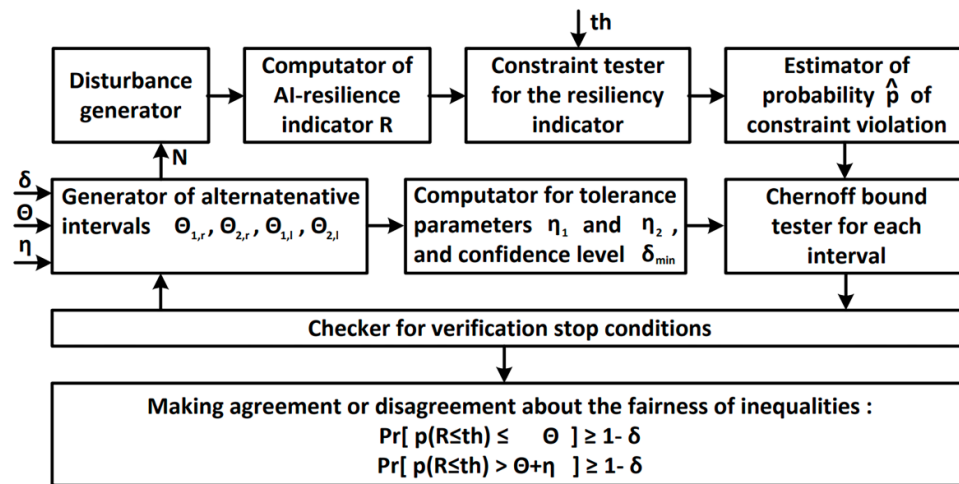 th
Disturbance
generator
Computator of
AI-resilience
indicator R
Constraint tester
for the resiliency
indicator
Estimator of
probability p̂ of
constraint violation
N
δ
Θ
η
Generator of alternatenative
intervals Θ1,r, Θ2,r, Θ1,l, Θ2,l
Computator for tolerance
parameters η1 and η2 ,
and confidence level δmin
Chernoff bound
tester for each
interval
Checker for verification stop conditions
Making agreement or disagreement about the fairness of inequalities :
Pr[ p(R≤th) ≤ Θ ] ≥ 1- δ
Pr[ p(R≤th) > Θ+η ] ≥ 1- δ